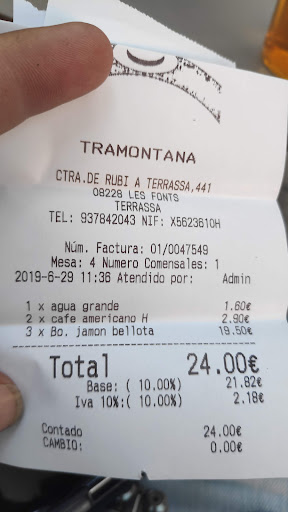 TRAMONTANA
CTRA.DE RUBI A TERRASSA,441
08228 LES FONTS
TERRASSA
TEL: 937842043 NIF: X5623610H
Núm. Factura: 01/0047549
Mesa: 4 Numero Comensales: 1
2019-6-29 11:36 Atendido por: Admin
1 x agua grande 1.60€
2 x cafe americano H 2.90€
3 x Bo. jamon bellota 19.50€
Total 24.00€
Base:( 10.00%) 21.82€
Iva 10%:( 10.00%) 2.18€
Contado 24.00€
CAMBIO: 0.00€